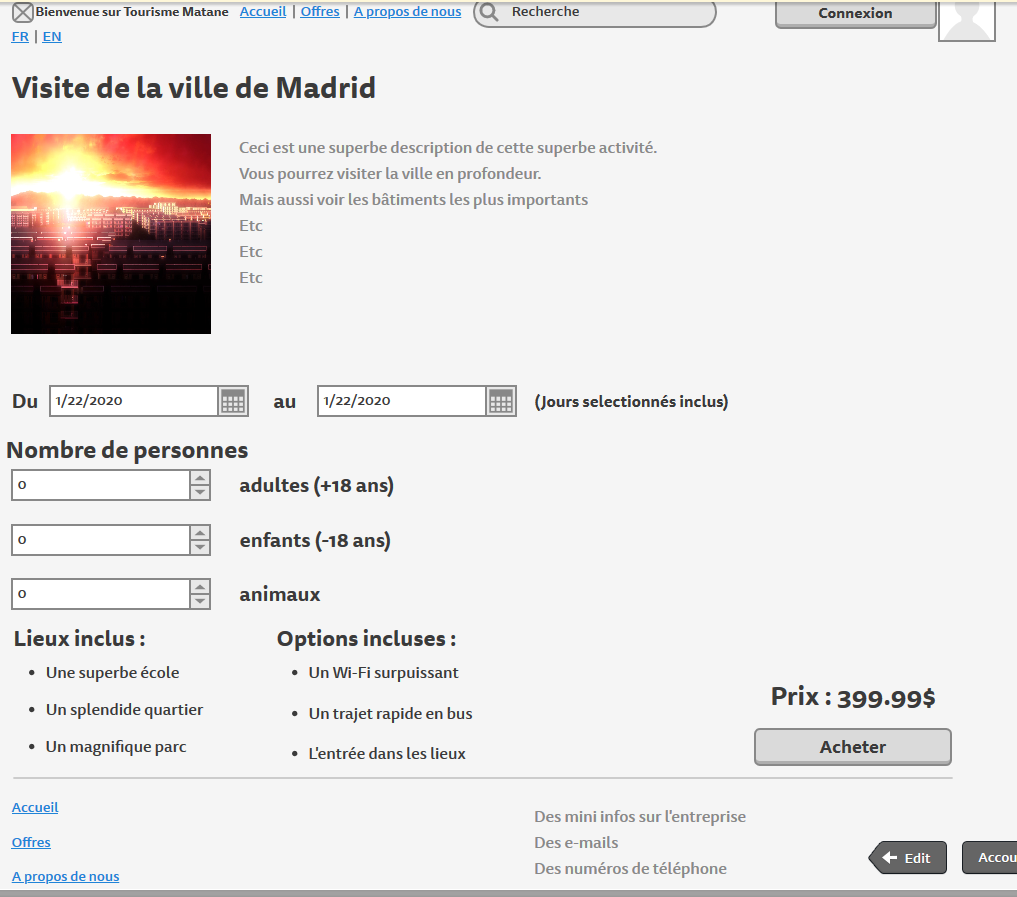 Bienvenue sur Tourisme Matane Accueil | Offres | A propos de nous Recherche Connexion
FR | EN
Visite de la ville de Madrid
Ceci est une superbe description de cette superbe activité.
Vous pourrez visiter la ville en profondeur.
Mais aussi voir les bâtiments les plus importants
Etc
Etc
Etc
Du 1/22/2020 au 1/22/2020 (Jours selectionnés inclus)
Nombre de personnes
0 adultes (+18 ans)
0 enfants (-18 ans)
0 animaux
Lieux inclus :
• Une superbe école
• Un splendide quartier
• Un magnifique parc
Options incluses :
• Un Wi-Fi surpuissant
• Un trajet rapide en bus
• L'entrée dans les lieux
Prix : 399.99$
Acheter
Accueil
Offres
A propos de nous
Des mini infos sur l'entreprise
Des e-mails
Des numéros de téléphone
Edit
Accou